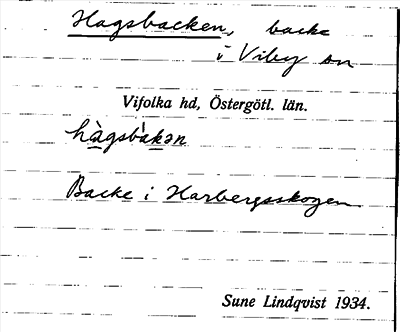 Hagsbacken, backe
i Viby sn
Vifolka hd, Östergötl. län.
hàgsbàkən
Backe i Harbergsskogen
Sune Lindqvist 1934.